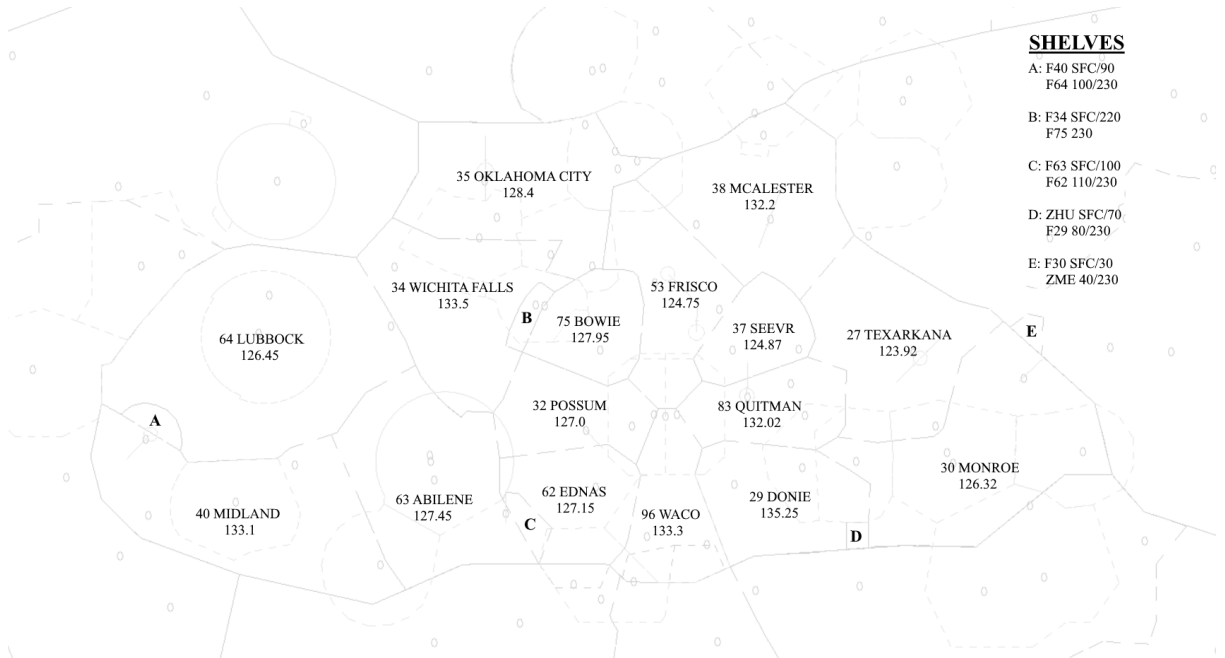 SHELVES
A: F40 SFC/90
F64 100/230
B: F34 SFC/220
F75 230
C: F63 SFC/100
F62 110/230
D: ZHU SFC/70
F29 80/230
E: F30 SFC/30
ZME 40/230
35 OKLAHOMA CITY
128.4
38 MCALESTER
132.2
34 WICHITA FALLS
133.5
53 FRISCO
124.75
B
75 BOWIE
127.95
37 SEEVR
124.87
27 TEXARKANA
123.92
E
64 LUBBOCK
126.45
A
32 POSSUM
127.0
83 QUITMAN
132.02
30 MONROE
126.32
40 MIDLAND
133.1
63 ABILENE
127.45
62 EDNAS
127.15
C
96 WACO
133.3
29 DONIE
135.25
D